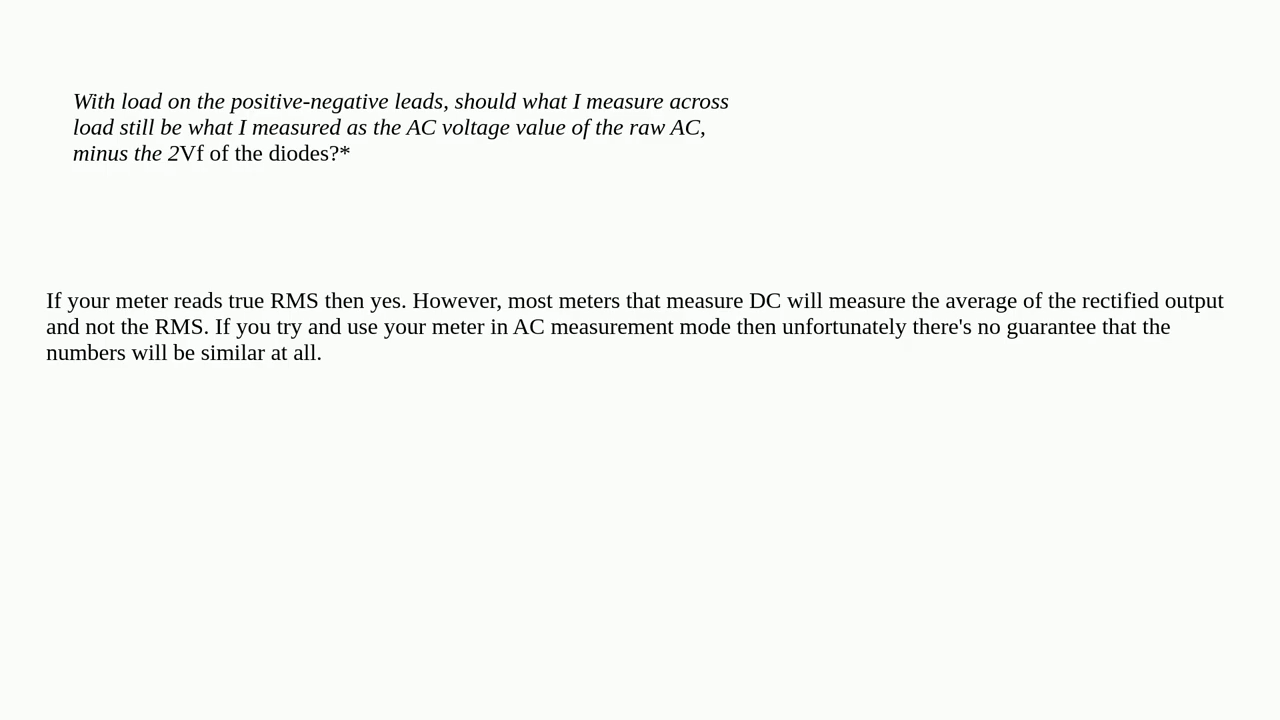 With load on the positive-negative leads, should what I measure across
load still be what I measured as the AC voltage value of the raw AC,
minus the 2Vf of the diodes?*
If your meter reads true RMS then yes. However, most meters that measure DC will measure the average of the rectified output
and not the RMS. If you try and use your meter in AC measurement mode then unfortunately there's no guarantee that the
numbers will be similar at all.